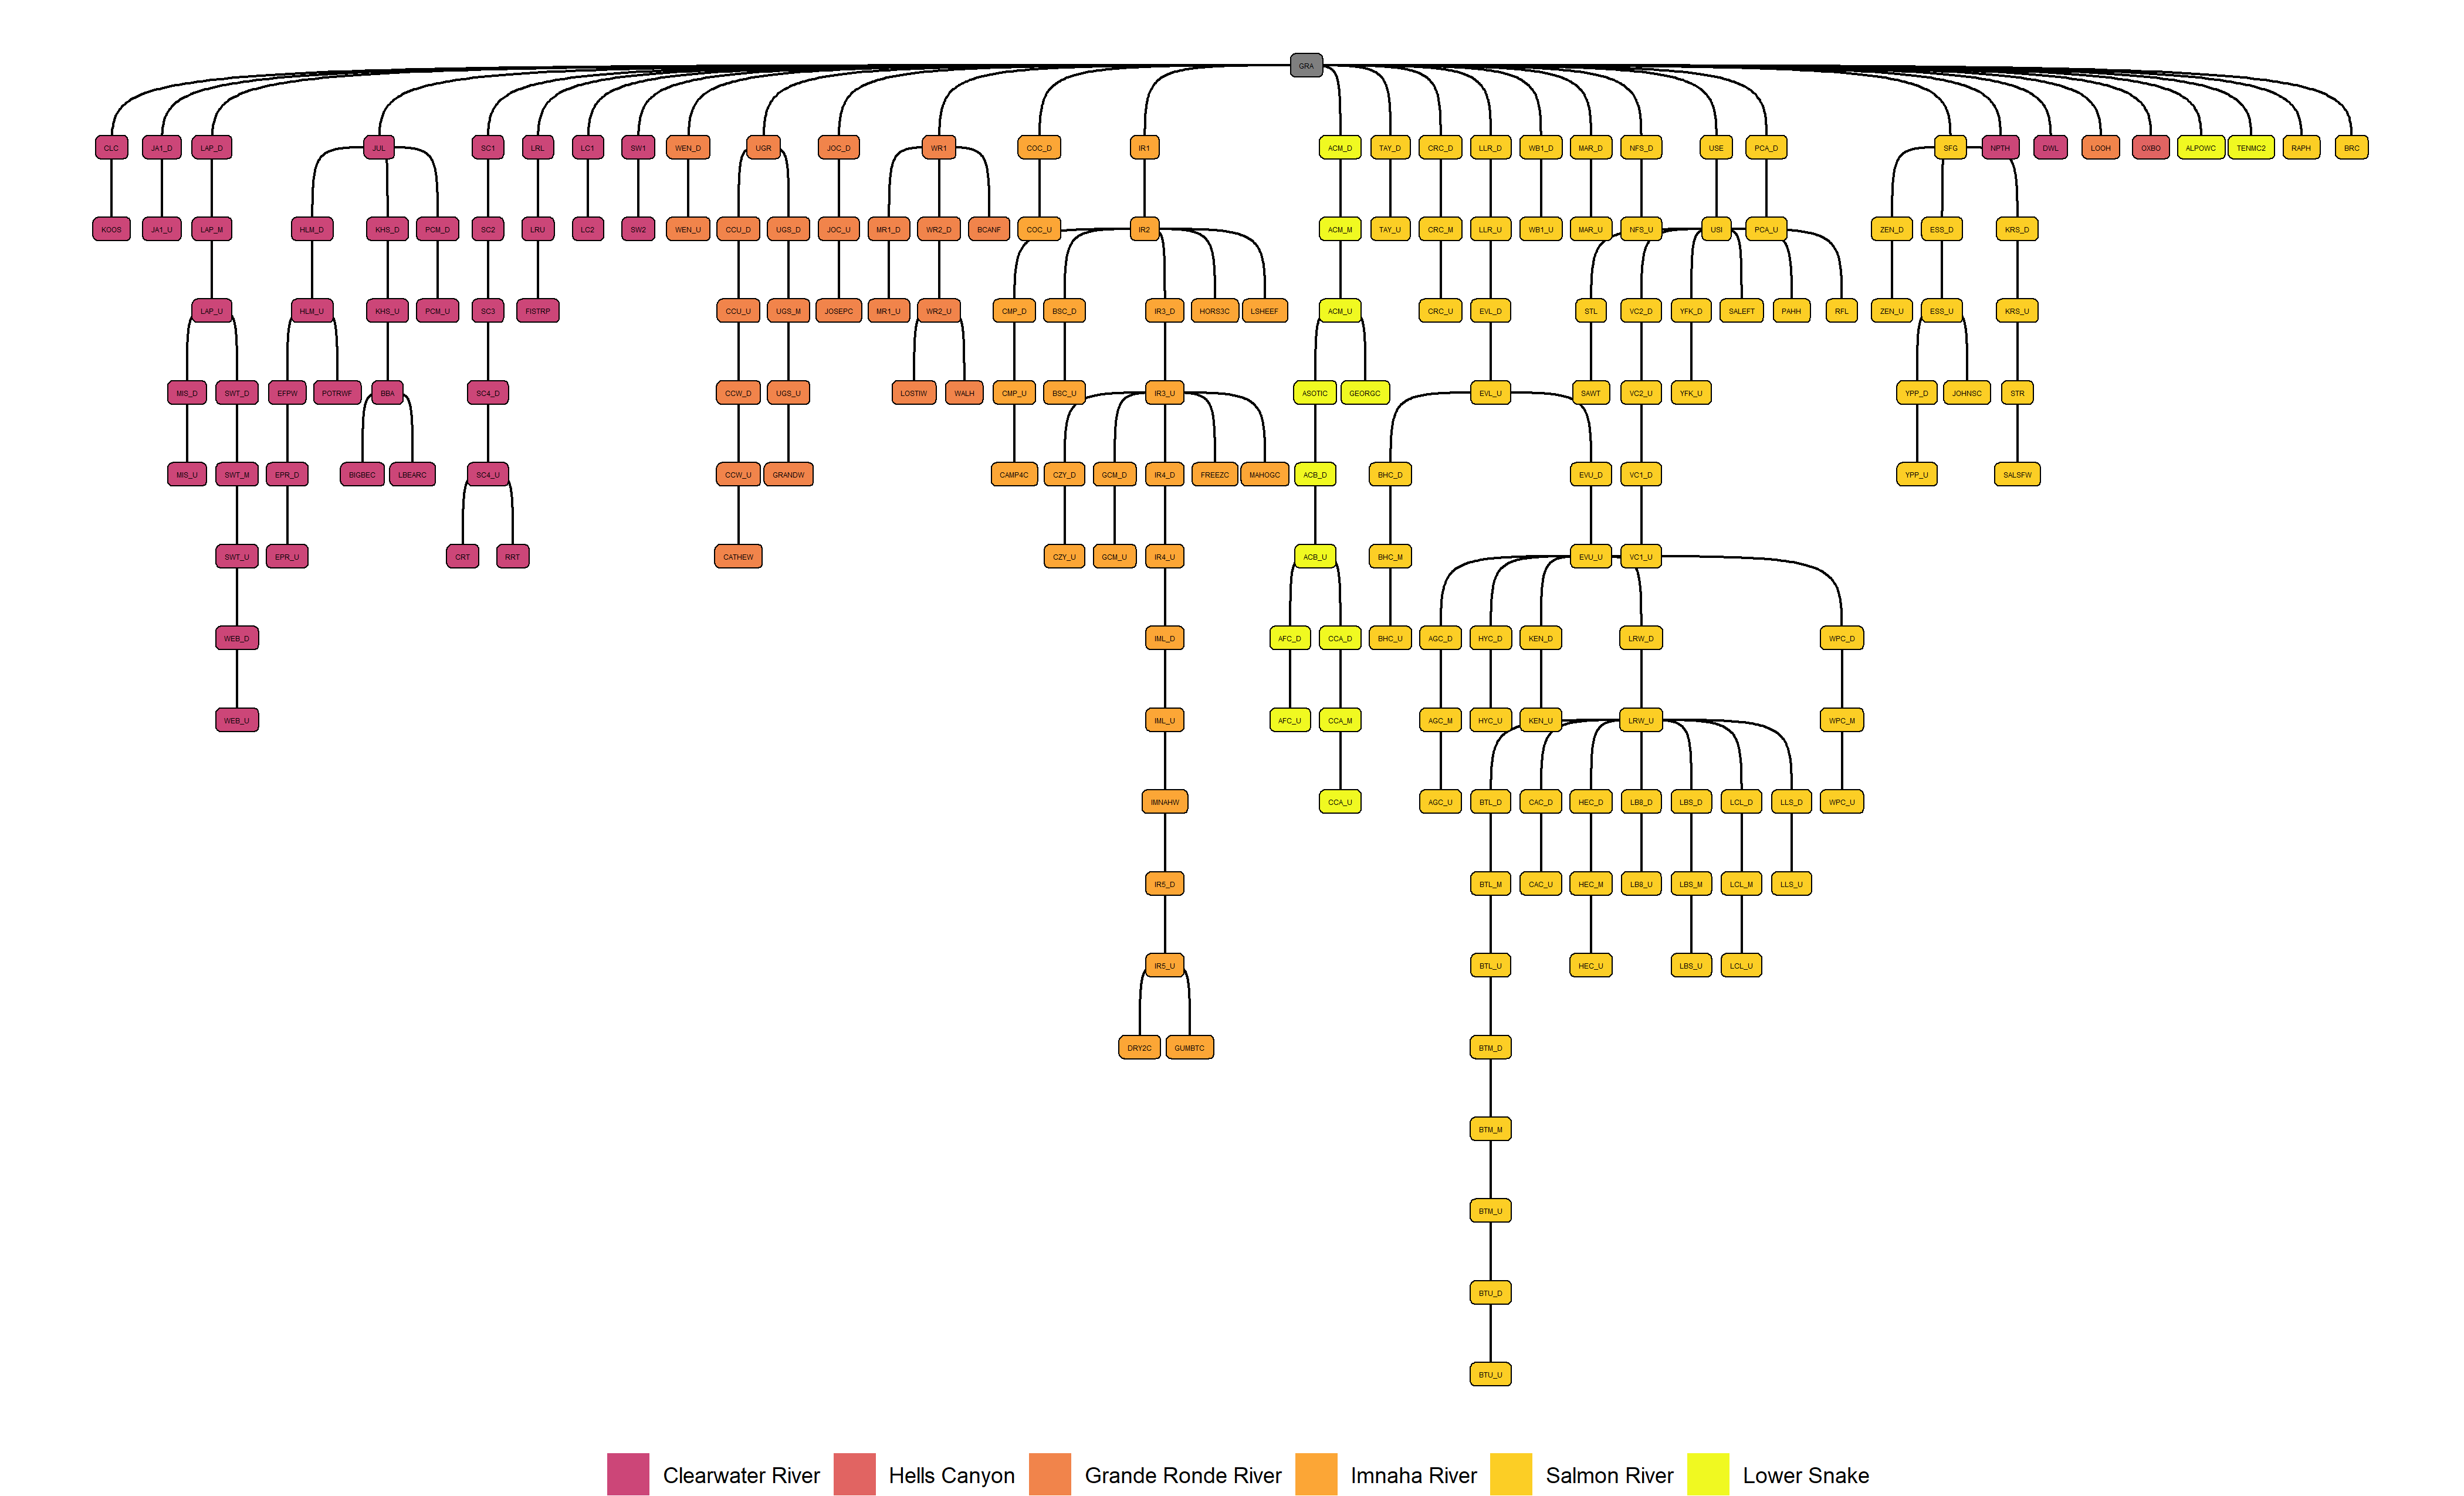 GRA
CLC JA1_D LAP_D JUL SC1 LRL LC1 SW1 WEN_D UGR JOC_D WR1 COC_D IR1 ACM_D TAY_D CRC_D LLR_D WB1_D MAR_D NFS_D USE PCA_D SFG NPTH DWL LOOH OXBO ALPOWC TENMC2 RAPH BRC
KOOS JA1_U LAP_M HLM_D KHS_D PCM_D SC2 LRU LC2 SW2 WEN_U CCU_D UGS_D JOC_U MR1_D WR2_D BCANF COC_U IR2 ACM_M TAY_U CRC_M LLR_U WB1_U MAR_U NFS_U USI PCA_U ZEN_D ESS_D KRS_D
LAP_U HLM_U KHS_U PCM_U SC3 FISTRP CCU_U UGS_M JOSEPC MR1_U WR2_U CMP_D BSC_D IR3_D HORS3C LSHEEF ACM_U CRC_U EVL_D STL VC2_D YFK_D SALEFT PAHH RFL ZEN_U ESS_U KRS_U
MIS_D SWT_D EFPW POTRWF BBA SC4_D CCW_D UGS_U LOSTIW WALH CMP_U BSC_U IR3_U ASOTIC GEORGC EVL_U SAWT VC2_U YFK_U YPP_D JOHNSC STR
MIS_U SWT_M EPR_D BIGBEC LBEARC SC4_U CCW_U GRANDW CAMP4C CZY_D GCM_D IR4_D FREEZC MAHOGC ACB_D BHC_D EVU_D VC1_D YPP_U SALSFW
SWT_U EPR_U CRT RRT CATHEW CZY_U GCM_U IR4_U ACB_U BHC_M EVU_U VC1_U
WEB_D IML_D AFC_D CCA_D BHC_U AGC_D HYC_D KEN_D LRW_D WPC_D
WEB_U IML_U AFC_U CCA_M AGC_M HYC_U KEN_U LRW_U WPC_M
IMNAHW CCA_U AGC_U BTL_D CAC_D HEC_D LB8_D LBS_D LCL_D LLS_D WPC_U
IR5_D BTL_M CAC_U HEC_M LB8_U LBS_M LCL_M LLS_U
IR5_U BTL_U HEC_U LBS_U LCL_U
DRY2C GUMBTC BTM_D
BTM_M
BTM_U
BTU_D
BTU_U
Clearwater River Hells Canyon Grande Ronde River Imnaha River Salmon River Lower Snake